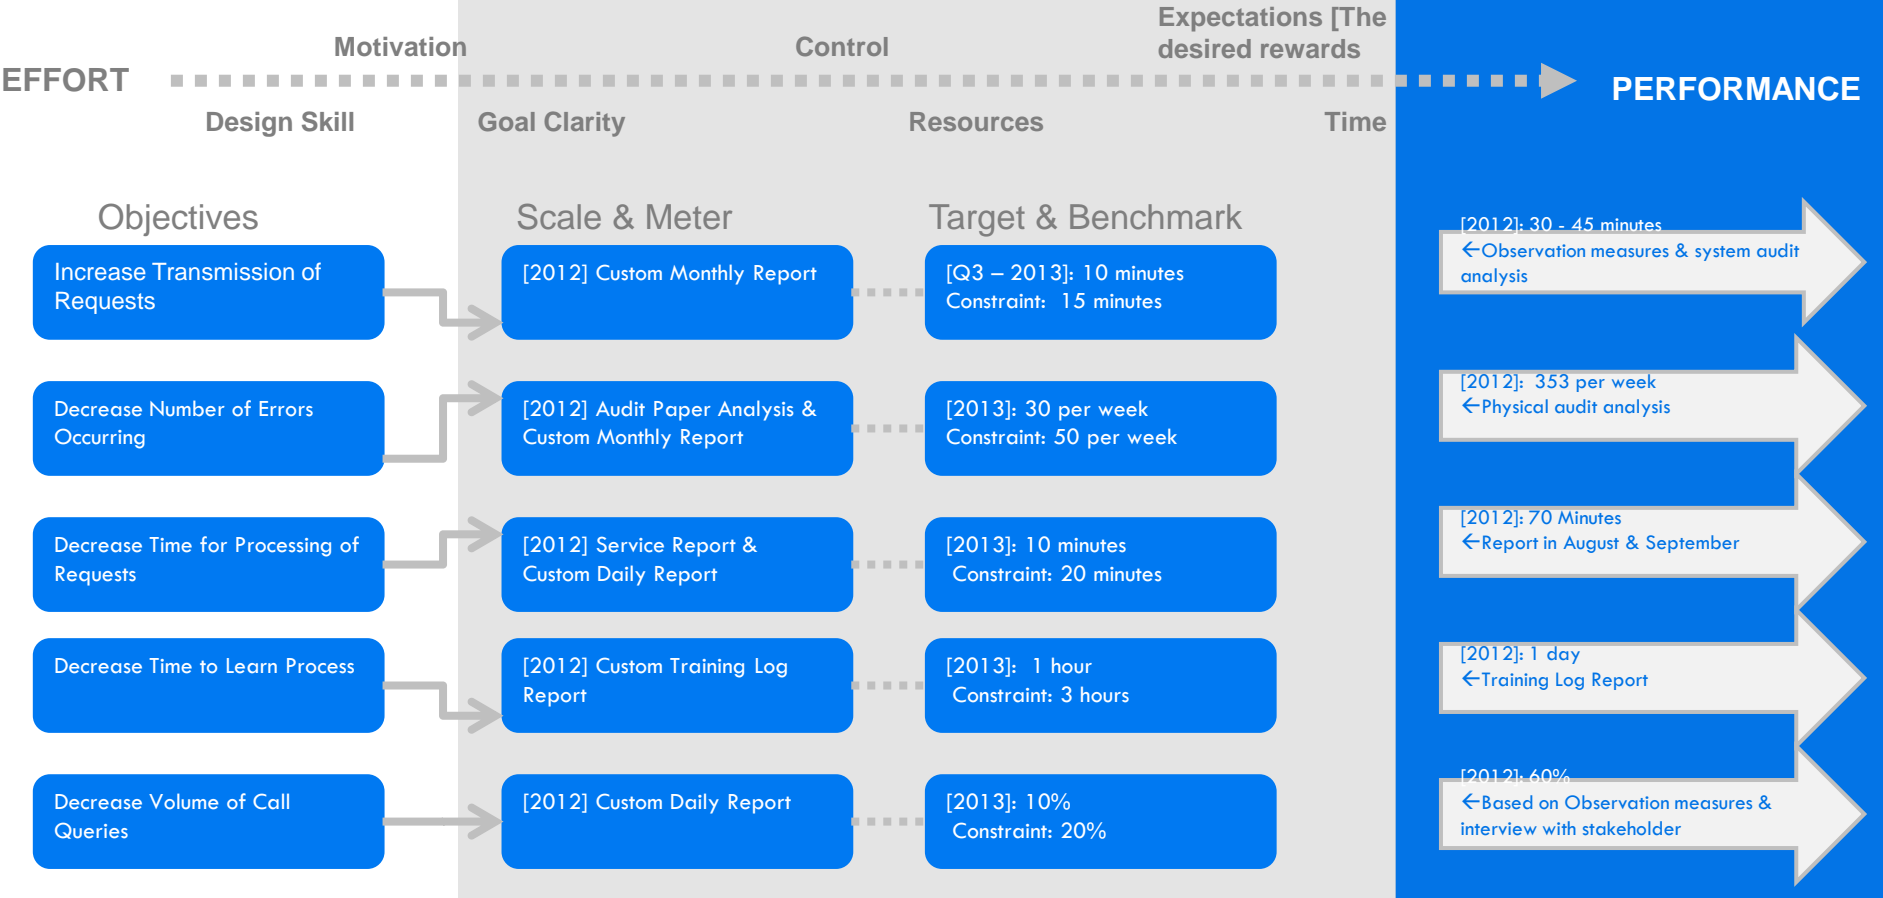 Expectations [The
desired rewards
Motivation
Control
EFFORT
PERFORMANCE
Design Skill
Goal Clarity
Resources
Time
Objectives
Scale & Meter
Target & Benchmark
Increase Transmission of
Requests
[2012] Custom Monthly Report
[Q3 – 2013]: 10 minutes
Constraint:  15 minutes
[2012]: 30 - 45 minutes
←Observation measures & system audit
analysis
Decrease Number of Errors
Occurring
[2012] Audit Paper Analysis &
Custom Monthly Report
[2013]: 30 per week
Constraint: 50 per week
[2012]:  353 per week
←Physical audit analysis
Decrease Time for Processing of
Requests
[2012] Service Report &
Custom Daily Report
[2013]: 10 minutes
Constraint: 20 minutes
[2012]: 70 Minutes
←Report in August & September
Decrease Time to Learn Process
[2012] Custom Training Log
Report
[2013]:  1 hour
Constraint: 3 hours
[2012]: 1 day
←Training Log Report
Decrease Volume of Call
Queries
[2012] Custom Daily Report
[2013]: 10%
Constraint: 20%
[2012]: 60%
←Based on Observation measures &
interview with stakeholder